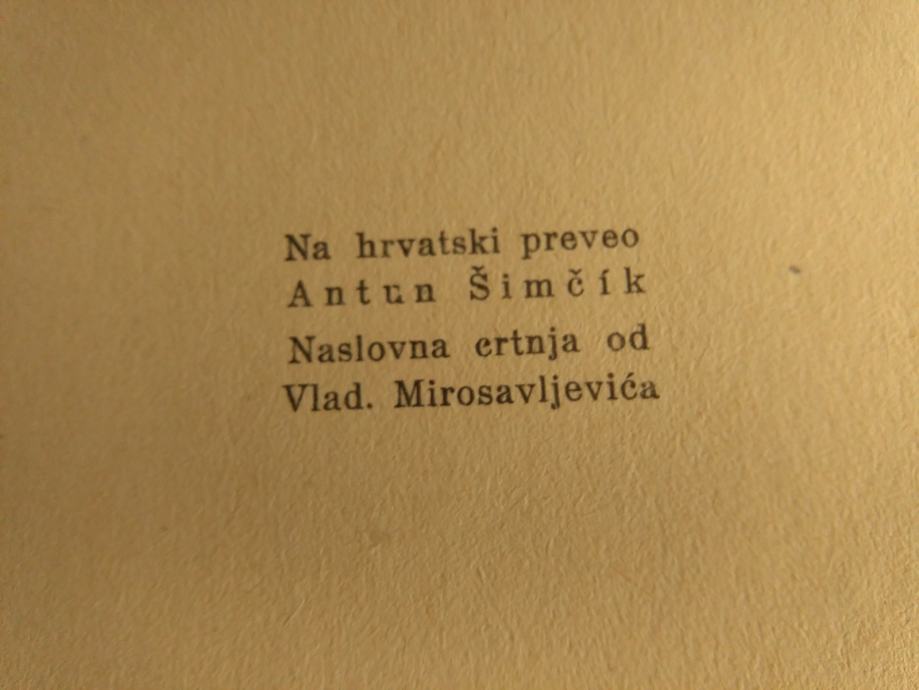 Na hrvatski preveo
Antun Šimčík
Naslovna crtnja od
Vlad. Mirosavljevića